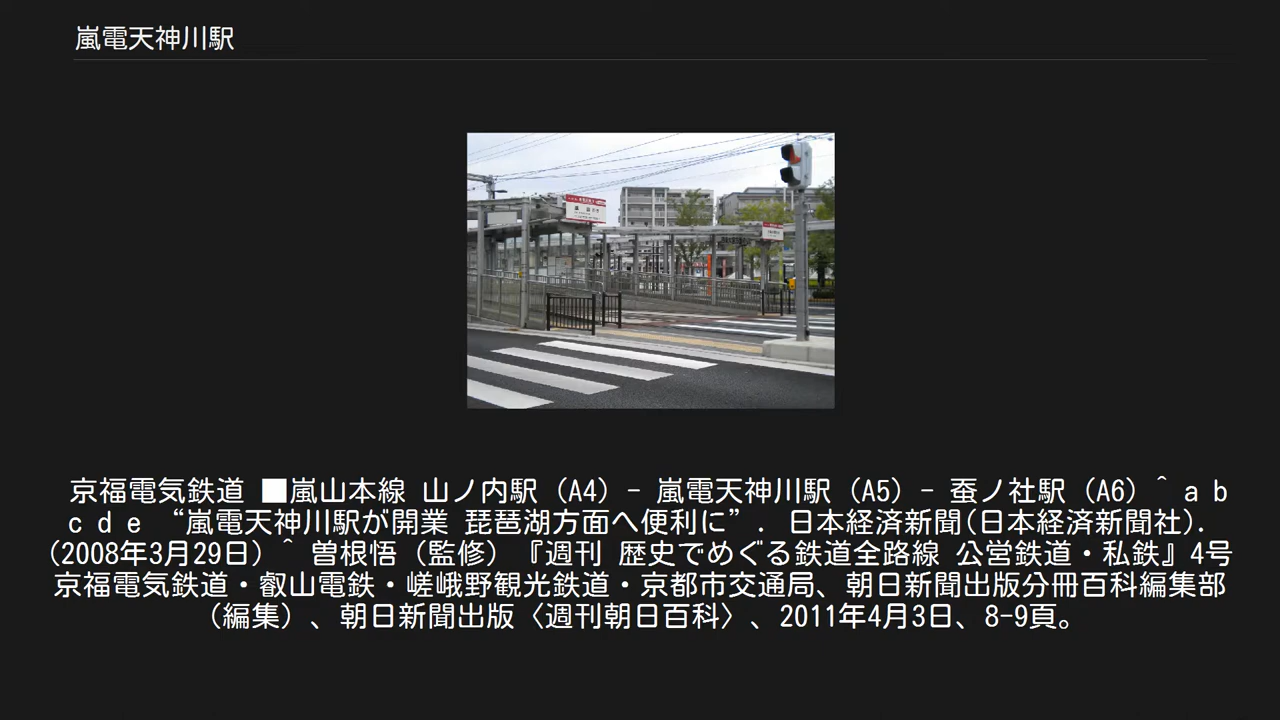 嵐電天神川駅
京福電気鉄道 ■嵐山本線 山ノ内駅 (A4) - 嵐電天神川駅 (A5) - 蚕ノ社駅 (A6) ^ a b
c d e “嵐電天神川駅が開業 琵琶湖方面へ便利に”. 日本経済新聞(日本経済新聞社).
(2008年3月29日) ^ 曽根悟 (監修) 『週刊 歴史でめぐる鉄道全路線 公営鉄道・私鉄』4号
京福電気鉄道・叡山電鉄・嵯峨野観光鉄道・京都市交通局、朝日新聞出版分冊百科編集部
(編集) 、朝日新聞出版〈週刊朝日百科〉、2011年4月3日、8-9頁。